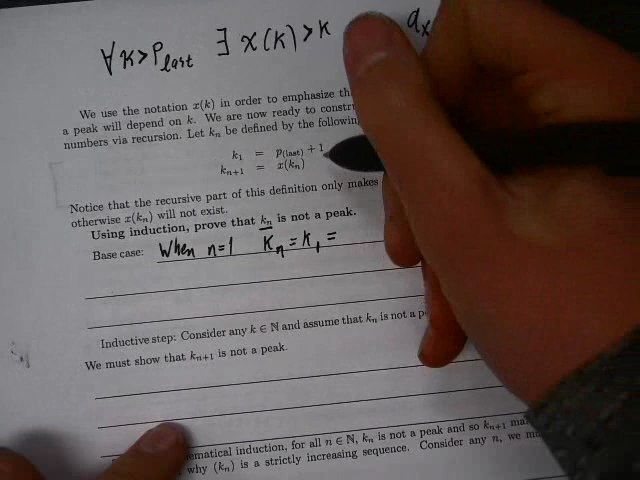 ∀ K > P_last ∃ x(K) > K a_x
We use the notation x(k) in order to emphasize
a peak will depend on k. We are now ready to
numbers via recursion. Let k_n be defined by the
k_1 = p_(last) + 1
k_{n+1} = x(k_n)
Notice that the recursive part of this definition only makes
otherwise x(k_n) will not exist.
Using induction, prove that k_n is not a peak.
Base case: When n=1 K_n = K_1 =
Inductive step: Consider any k ∈ ℕ and assume that k_n is not a
We must show that k_{n+1} is not a peak.
induction, for all n ∈ ℕ, k_n is not a peak and so k_{n+1}
why (k_n) is a strictly increasing sequence. Consider any n, we